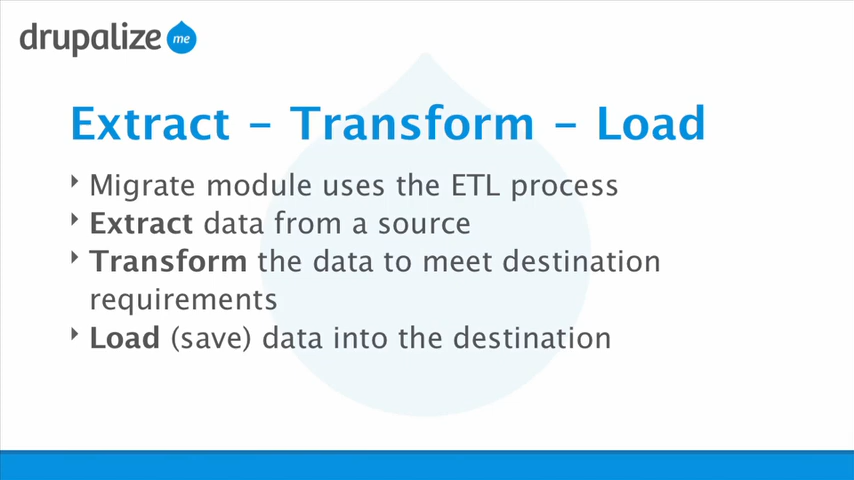 drupalize me
Extract – Transform – Load
Migrate module uses the ETL process
Extract data from a source
Transform the data to meet destination
requirements
Load (save) data into the destination